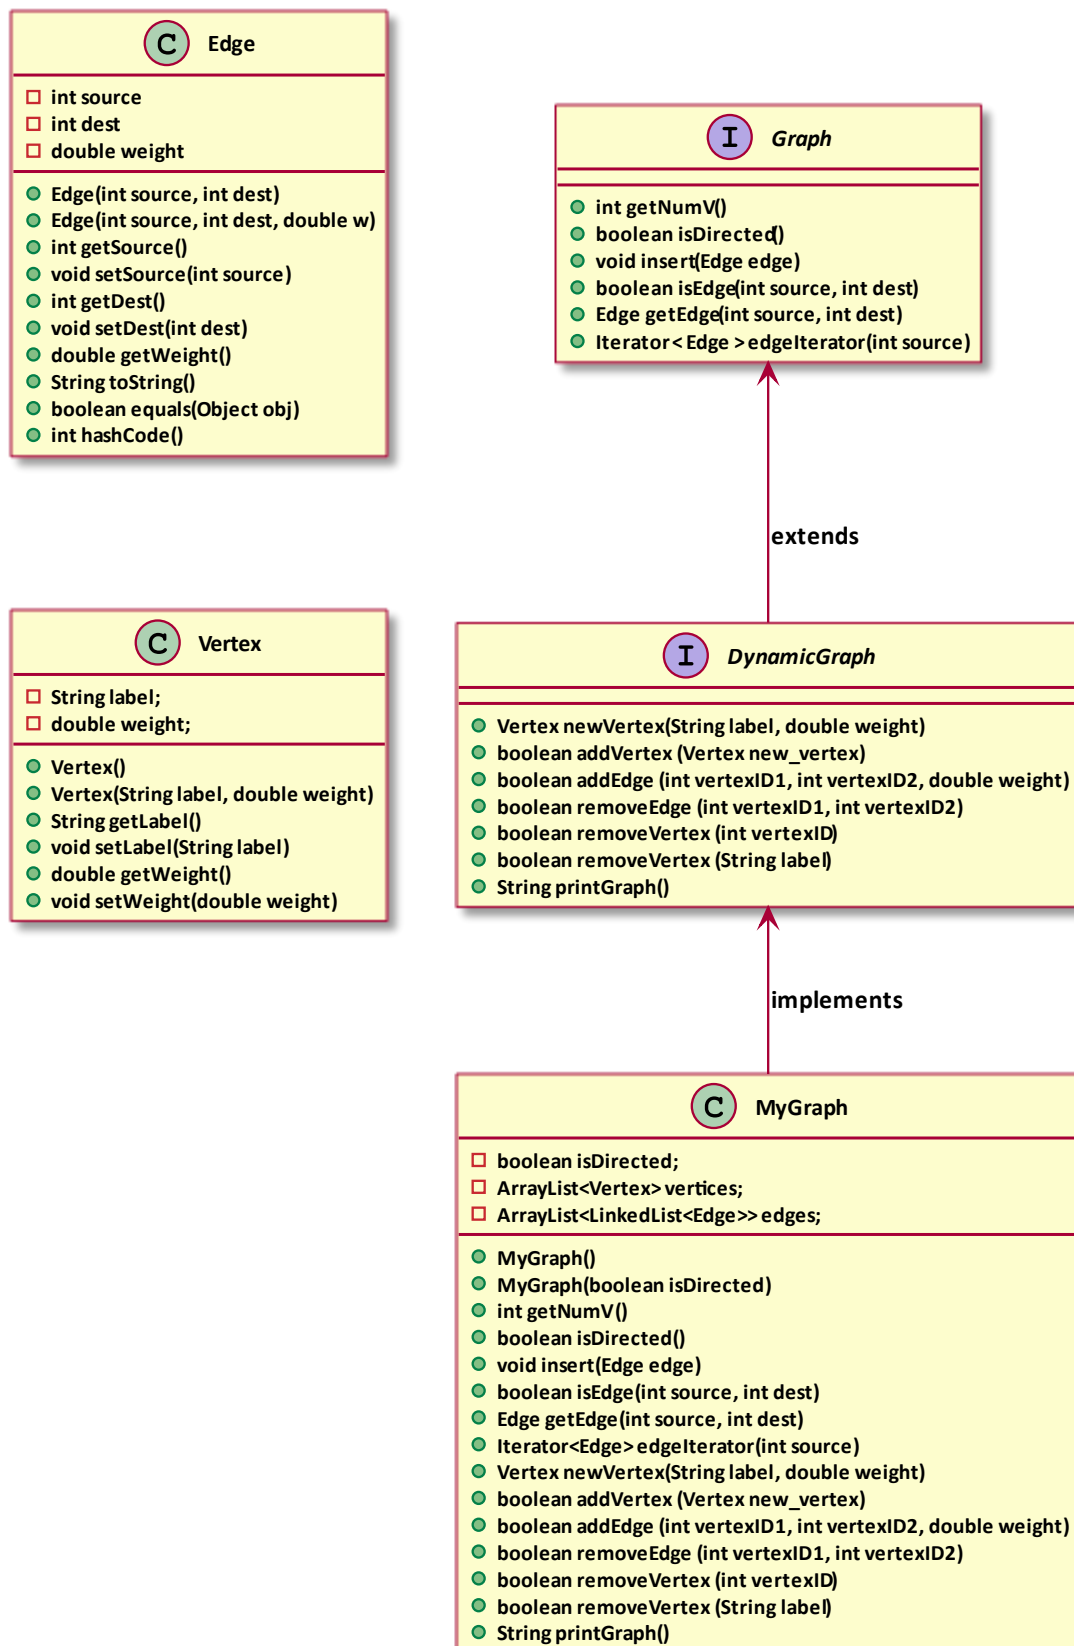 C Edge
int source
int dest
double weight
Edge(int source, int dest)
Edge(int source, int dest, double w)
int getSource()
void setSource(int source)
int getDest()
void setDest(int dest)
double getWeight()
String toString()
boolean equals(Object obj)
int hashCode()
I Graph
int getNumV()
boolean isDirected()
void insert(Edge edge)
boolean isEdge(int source, int dest)
Edge getEdge(int source, int dest)
Iterator< Edge > edgeIterator(int source)
extends
C Vertex
String label;
double weight;
Vertex()
Vertex(String label, double weight)
String getLabel()
void setLabel(String label)
double getWeight()
void setWeight(double weight)
I DynamicGraph
Vertex newVertex(String label, double weight)
boolean addVertex (Vertex new_vertex)
boolean addEdge (int vertexID1, int vertexID2, double weight)
boolean removeEdge (int vertexID1, int vertexID2)
boolean removeVertex (int vertexID)
boolean removeVertex (String label)
String printGraph()
implements
C MyGraph
boolean isDirected;
ArrayList<Vertex> vertices;
ArrayList<LinkedList<Edge>> edges;
MyGraph()
MyGraph(boolean isDirected)
int getNumV()
boolean isDirected()
void insert(Edge edge)
boolean isEdge(int source, int dest)
Edge getEdge(int source, int dest)
Iterator<Edge> edgeIterator(int source)
Vertex newVertex(String label, double weight)
boolean addVertex (Vertex new_vertex)
boolean addEdge (int vertexID1, int vertexID2, double weight)
boolean removeEdge (int vertexID1, int vertexID2)
boolean removeVertex (int vertexID)
boolean removeVertex (String label)
String printGraph()